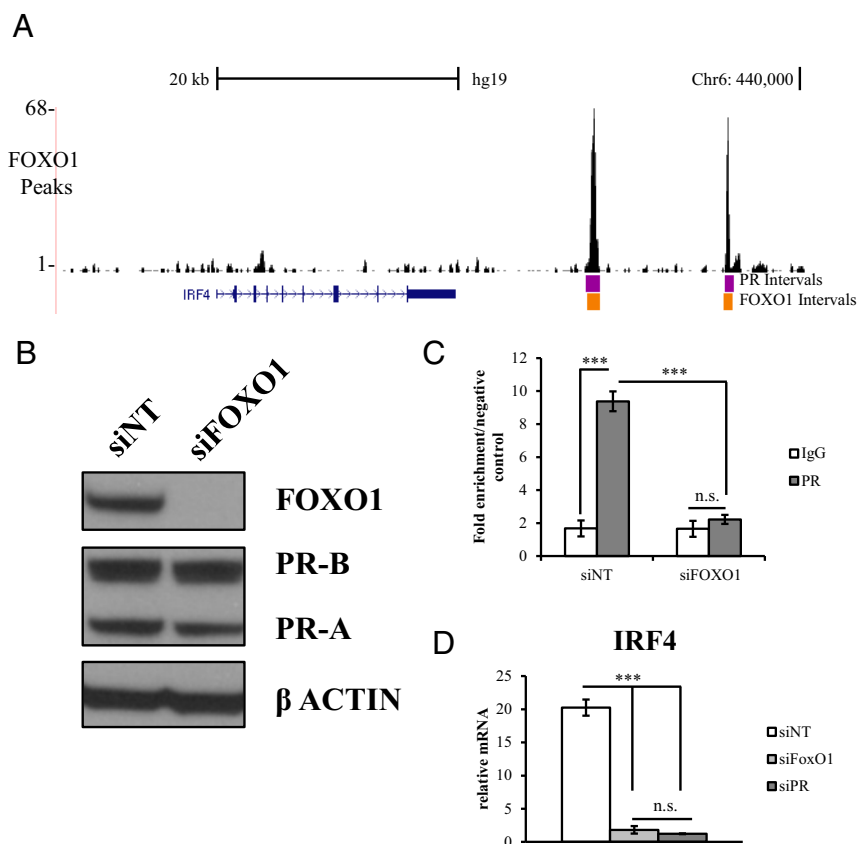 A
20 kb
hg19
Chr6: 440,000
68-
FOXO1
Peaks
1-
PR Intervals
IRF4
FOXO1 Intervals
B
siNT
siFOXO1
FOXO1
PR-B
PR-A
β ACTIN
C
Fold enrichment/negative
control
12
10
8
6
4
2
0
***
***
n.s.
IgG
PR
siNT
siFOXO1
D
IRF4
relative mRNA
25
20
15
10
5
0
***
n.s.
siNT
siFoxO1
siPR